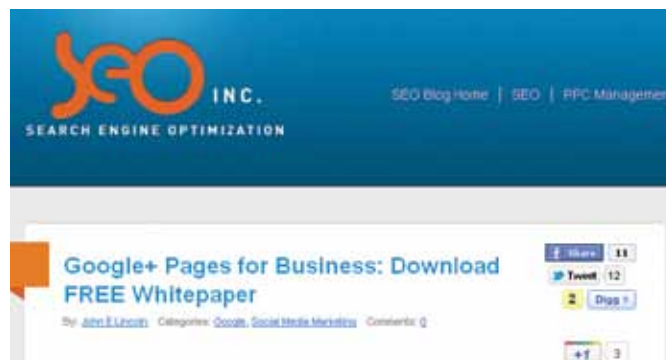 SEO INC.
SEARCH ENGINE OPTIMIZATION
SEO Blog Home | SEO | PPC Managemen
Google+ Pages for Business: Download
FREE Whitepaper
By: John E Lincoln Categories: Google, Social Media Marketing Comments: 0
f Share 11
Tweet 12
2 Digg
+1 3